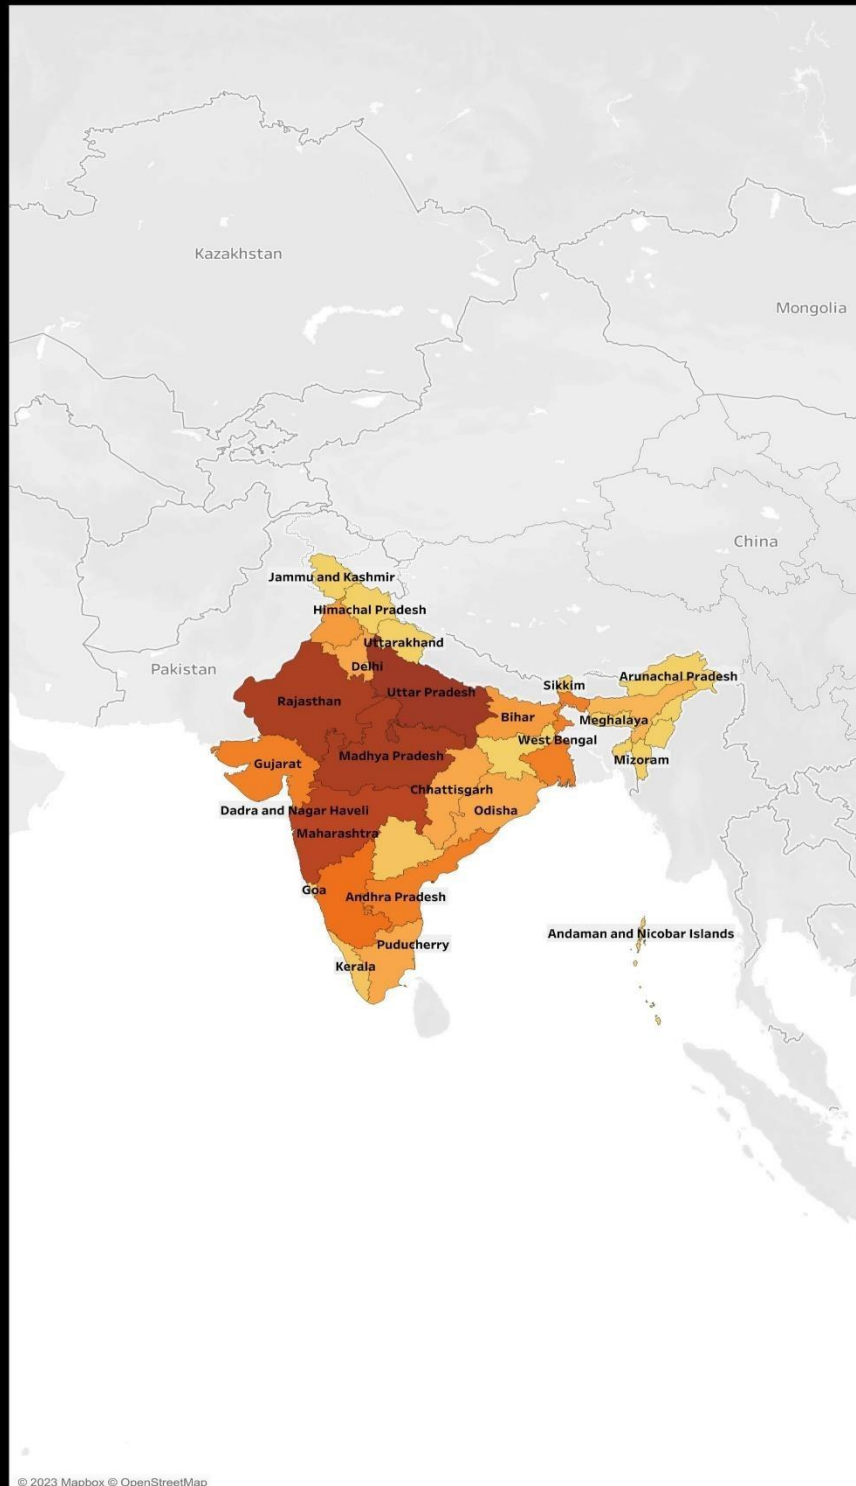 Kazakhstan
Mongolia
China
Jammu and Kashmir
Himachal Pradesh
Uttarakhand
Pakistan
Delhi
Arunachal Pradesh
Sikkim
Uttar Pradesh
Rajasthan
Bihar
Meghalaya
West Bengal
Madhya Pradesh
Mizoram
Gujarat
Chhattisgarh
Dadra and Nagar Haveli
Odisha
Maharashtra
Goa
Andhra Pradesh
Andaman and Nicobar Islands
Puducherry
Kerala
© 2023 Mapbox © OpenStreetMap